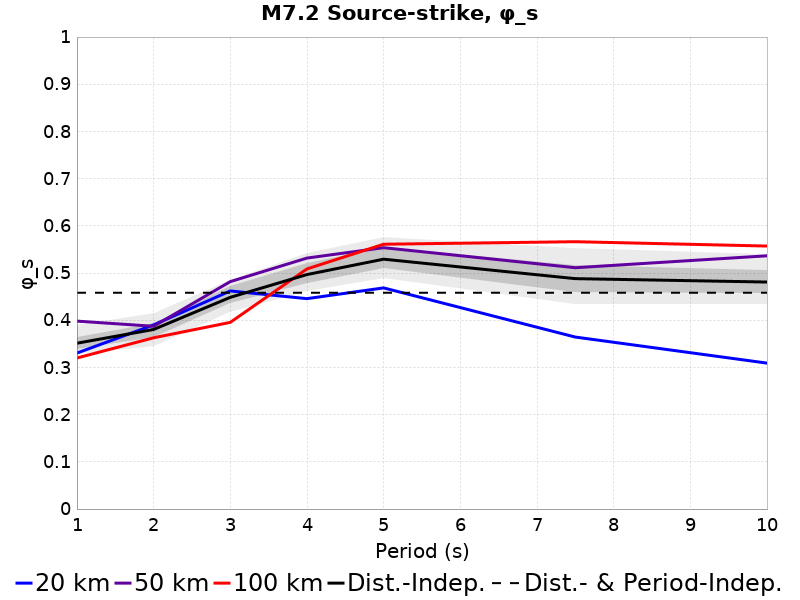 M7.2 Source-strike, φ_s
1
0.9
0.8
0.7
0.6
0.5
0.4
0.3
0.2
0.1
0
φ_s
1 2 3 4 5 6 7 8 9 10
Period (s)
20 km 50 km 100 km Dist.-Indep. Dist.- & Period-Indep.